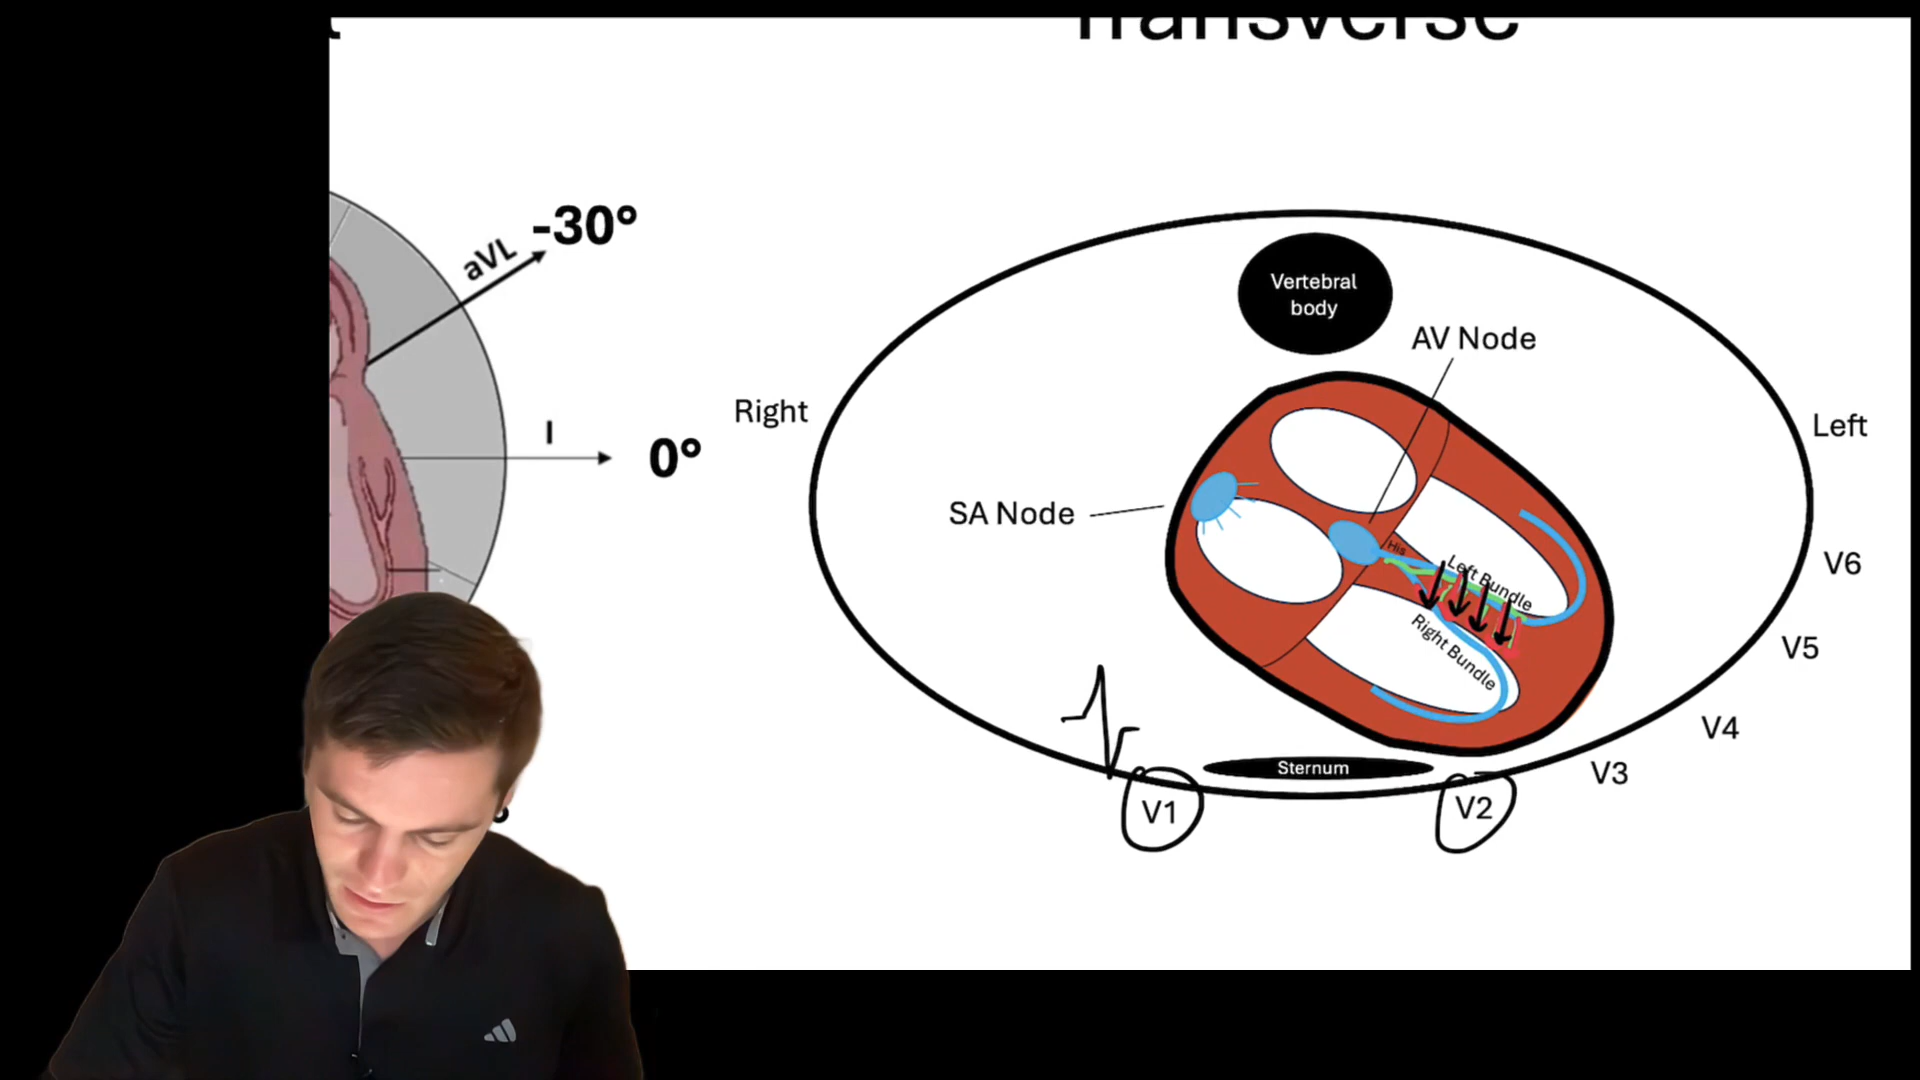 Transverse
-30°
aVL
I
0°
Vertebral
body
AV Node
Right
Left
SA Node
His
Left Bundle
Right Bundle
V6
V5
V4
V3
Sternum
V1
V2